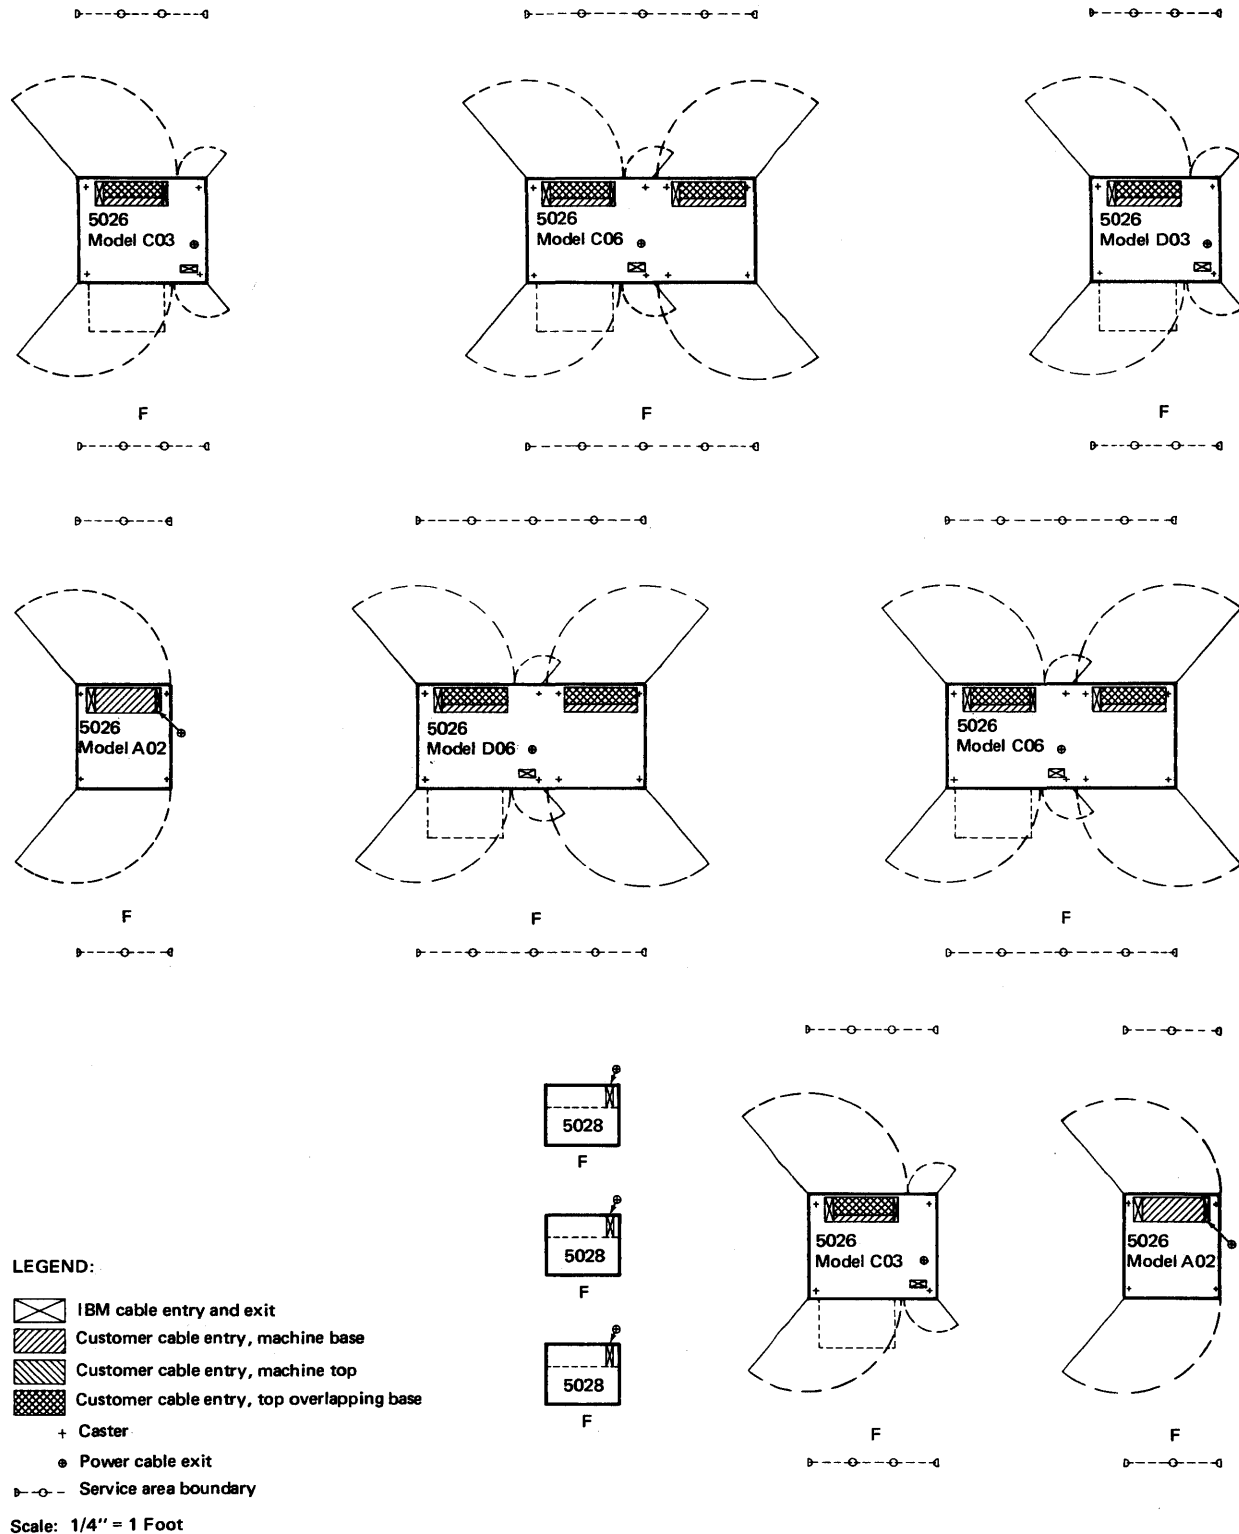 5026
Model C03
F
5026
Model C06
F
5026
Model D03
F
5026
Model A02
F
5026
Model D06
F
5026
Model C06
F
5028
F
5028
F
5028
F
5026
Model C03
F
5026
Model A02
F
LEGEND:
IBM cable entry and exit
Customer cable entry, machine base
Customer cable entry, machine top
Customer cable entry, top overlapping base
Caster
Power cable exit
Service area boundary
Scale: 1/4" = 1 Foot